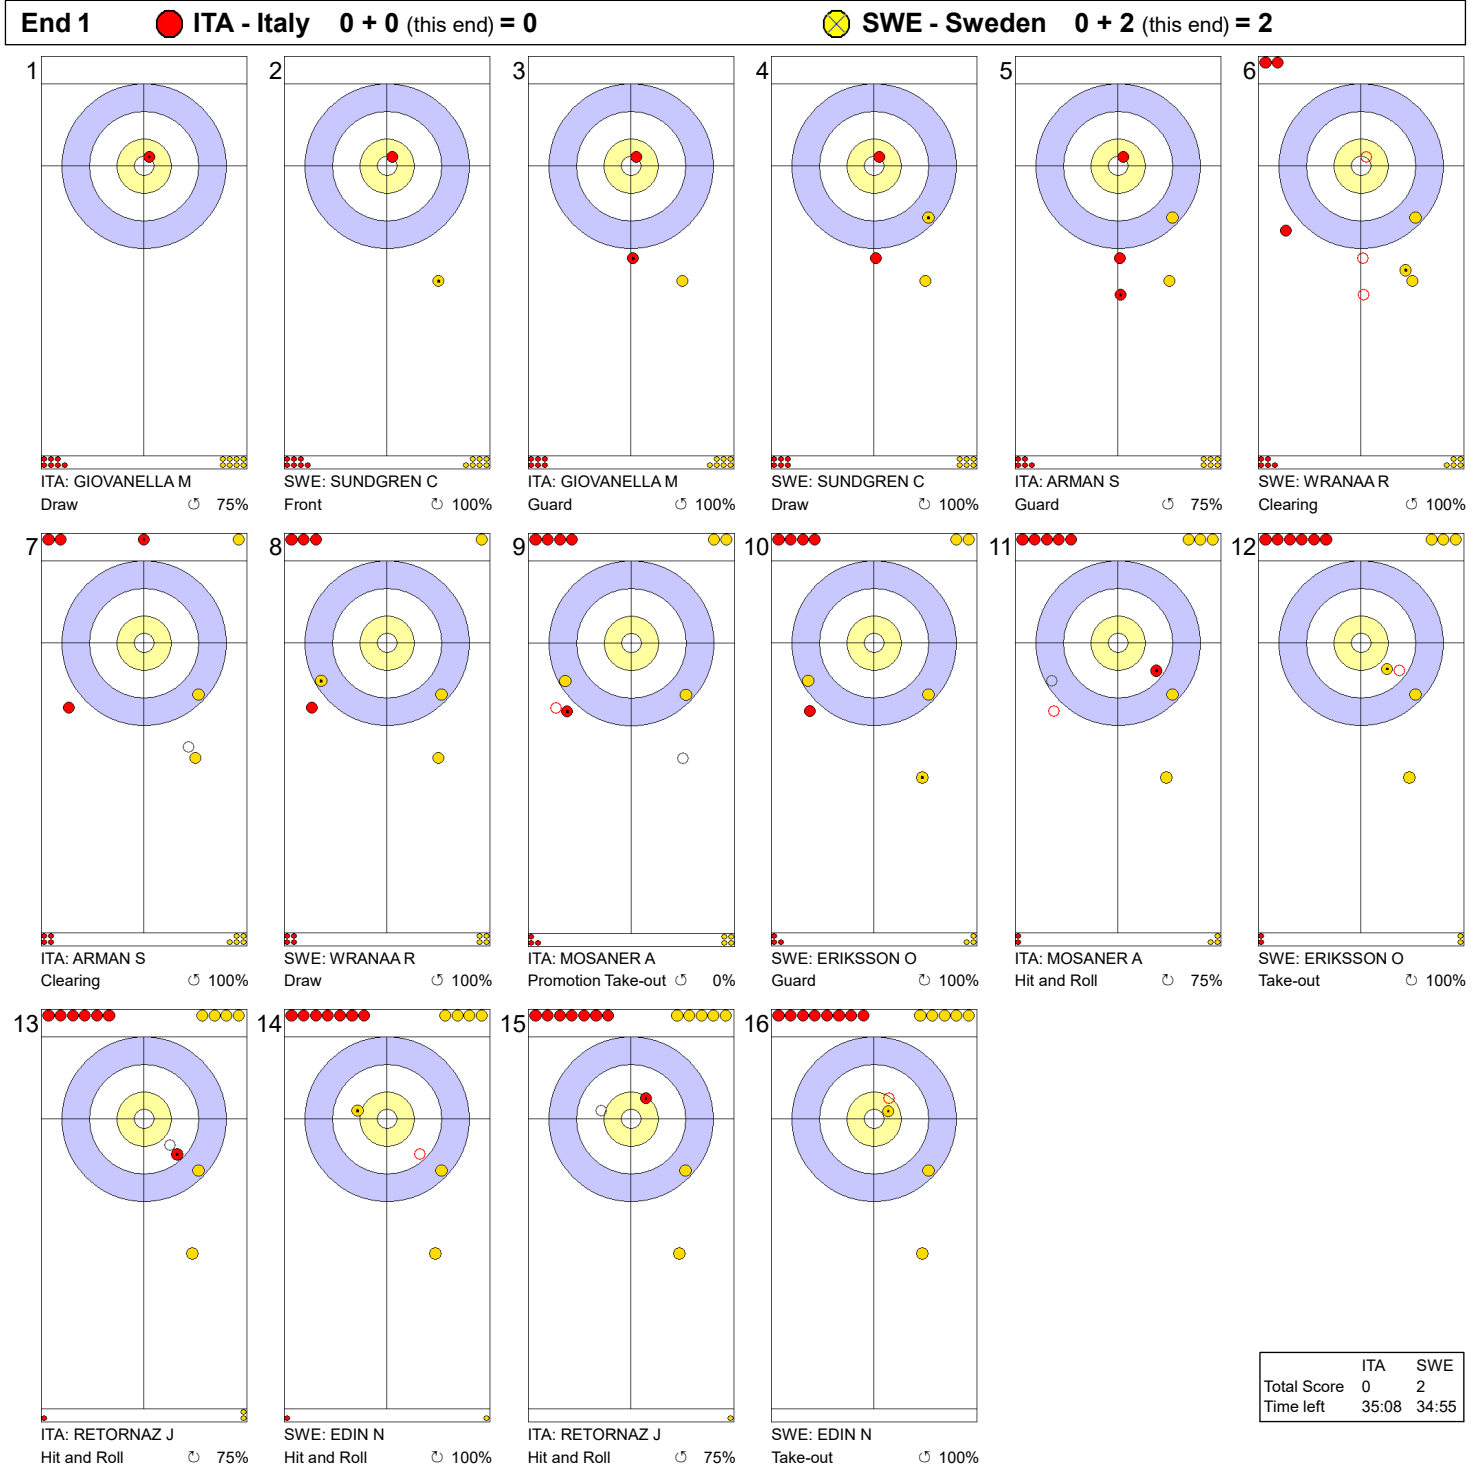 End 1 ITA - Italy 0 + 0 (this end) = 0 SWE - Sweden 0 + 2 (this end) = 2
1 2 3 4 5 6
ITA: GIOVANELLA M SWE: SUNDGREN C ITA: GIOVANELLA M SWE: SUNDGREN C ITA: ARMAN S SWE: WRANAA R
Draw ↺ 75% Front ↻ 100% Guard ↺ 100% Draw ↻ 100% Guard ↺ 75% Clearing ↻ 100%
7 8 9 10 11 12
ITA: ARMAN S SWE: WRANAA R ITA: MOSANER A SWE: ERIKSSON O ITA: MOSANER A SWE: ERIKSSON O
Clearing ↺ 100% Draw ↻ 100% Promotion Take-out ↺ 0% Guard ↻ 100% Hit and Roll ↺ 75% Take-out ↻ 100%
13 14 15 16
ITA SWE
Total Score 0 2
Time left 35:08 34:55
ITA: RETORNAZ J SWE: EDIN N ITA: RETORNAZ J SWE: EDIN N
Hit and Roll ↻ 75% Hit and Roll ↻ 100% Hit and Roll ↺ 75% Take-out ↺ 100%